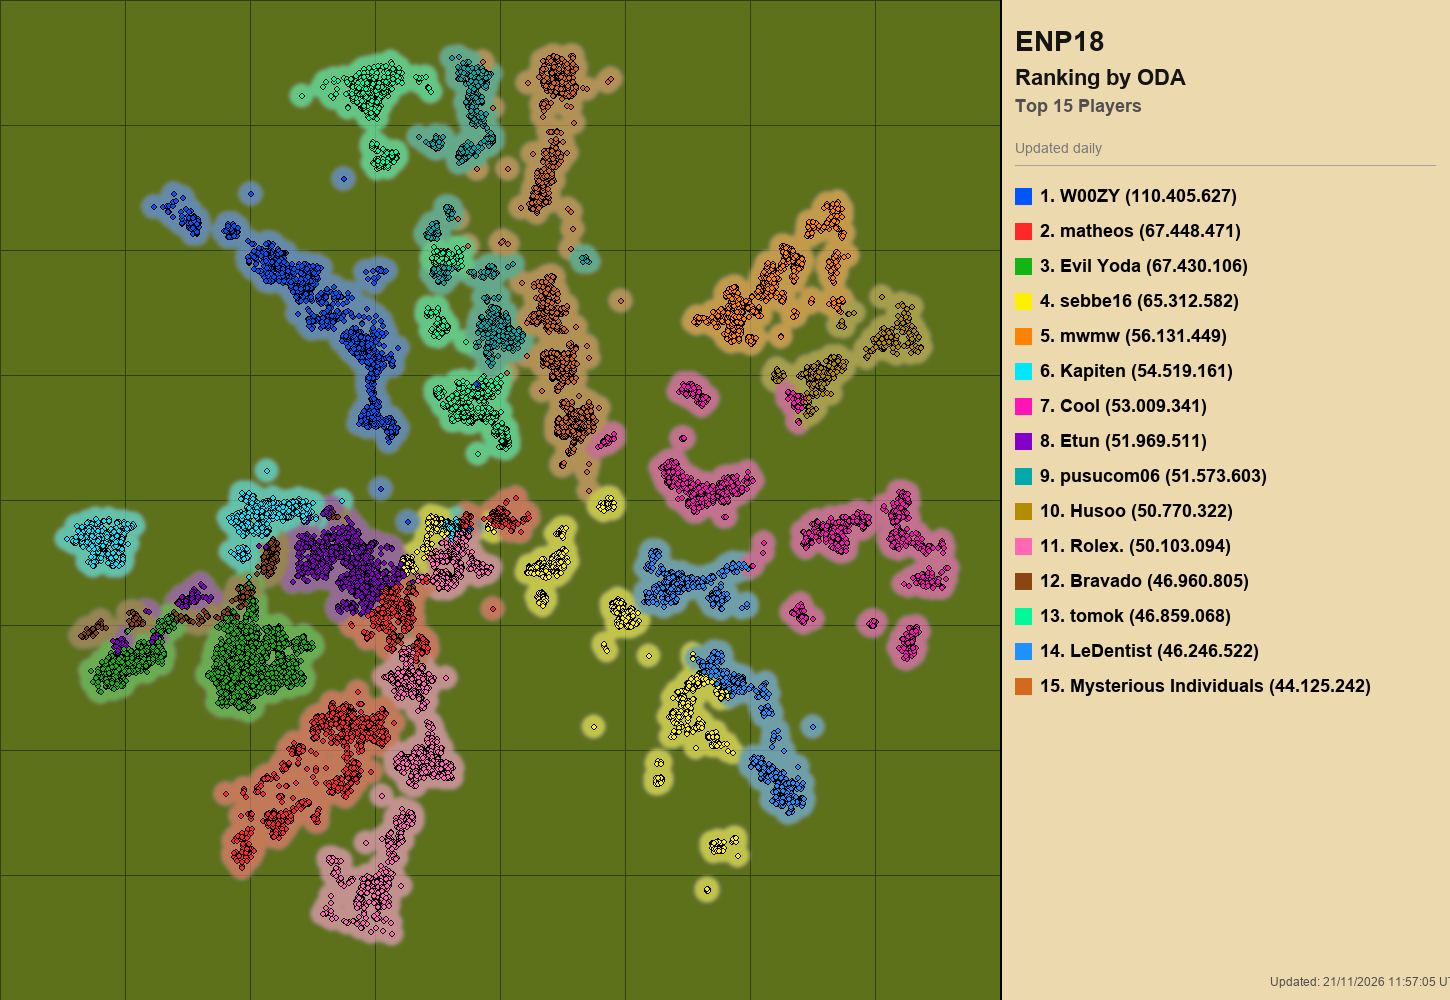 ENP18
Ranking by ODA
Top 15 Players
Updated daily
1. W00ZY (110.405.627)
2. matheos (67.448.471)
3. Evil Yoda (67.430.106)
4. sebbe16 (65.312.582)
5. mwmw (56.131.449)
6. Kapiten (54.519.161)
7. Cool (53.009.341)
8. Etun (51.969.511)
9. pusucom06 (51.573.603)
10. Husoo (50.770.322)
11. Rolex. (50.103.094)
12. Bravado (46.960.805)
13. tomok (46.859.068)
14. LeDentist (46.246.522)
15. Mysterious Individuals (44.125.242)
Updated: 21/11/2026 11:57:05